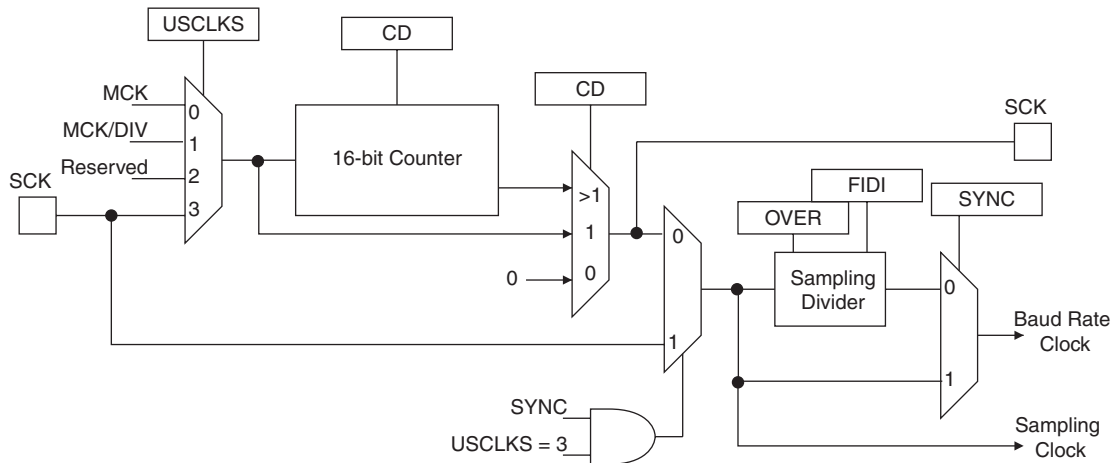 USCLKS
CD
CD
MCK
MCK/DIV
Reserved
SCK
0
1
2
3
16-bit Counter
>1
1
0
0
SCK
0
1
OVER
FIDI
SYNC
Sampling
Divider
0
1
Baud Rate
Clock
SYNC
USCLKS = 3
Sampling
Clock